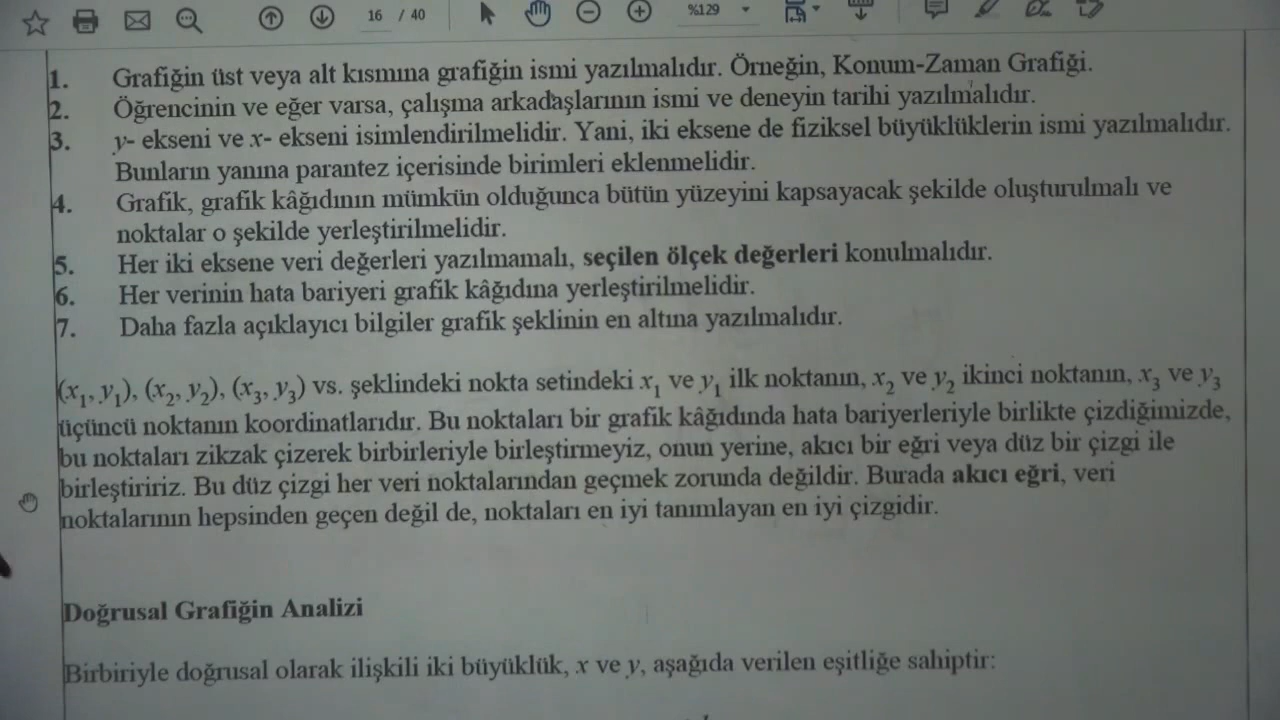 16 / 40 %129
1. Grafiğin üst veya alt kısmına grafiğin ismi yazılmalıdır. Örneğin, Konum-Zaman Grafiği.
2. Öğrencinin ve eğer varsa, çalışma arkadaşlarının ismi ve deneyin tarihi yazılmalıdır.
3. y- ekseni ve x- ekseni isimlendirilmelidir. Yani, iki eksene de fiziksel büyüklüklerin ismi yazılmalıdır.
Bunların yanına parantez içerisinde birimleri eklenmelidir.
4. Grafik, grafik kâğıdının mümkün olduğunca bütün yüzeyini kapsayacak şekilde oluşturulmalı ve
noktalar o şekilde yerleştirilmelidir.
5. Her iki eksene veri değerleri yazılmamalı, seçilen ölçek değerleri konulmalıdır.
6. Her verinin hata bariyeri grafik kâğıdına yerleştirilmelidir.
7. Daha fazla açıklayıcı bilgiler grafik şeklinin en altına yazılmalıdır.
(x₁, y₁), (x₂, y₂), (x₃, y₃) vs. şeklindeki nokta setindeki x₁ ve y₁ ilk noktanın, x₂ ve y₂ ikinci noktanın, x₃ ve y₃
üçüncü noktanın koordinatlarıdır. Bu noktaları bir grafik kâğıdında hata bariyerleriyle birlikte çizdiğimizde,
bu noktaları zikzak çizerek birbirleriyle birleştirmeyiz, onun yerine, akıcı bir eğri veya düz bir çizgi ile
birleştiririz. Bu düz çizgi her veri noktalarından geçmek zorunda değildir. Burada akıcı eğri, veri
noktalarının hepsinden geçen değil de, noktaları en iyi tanımlayan en iyi çizgidir.
Doğrusal Grafiğin Analizi
Birbiriyle doğrusal olarak ilişkili iki büyüklük, x ve y, aşağıda verilen eşitliğe sahiptir: